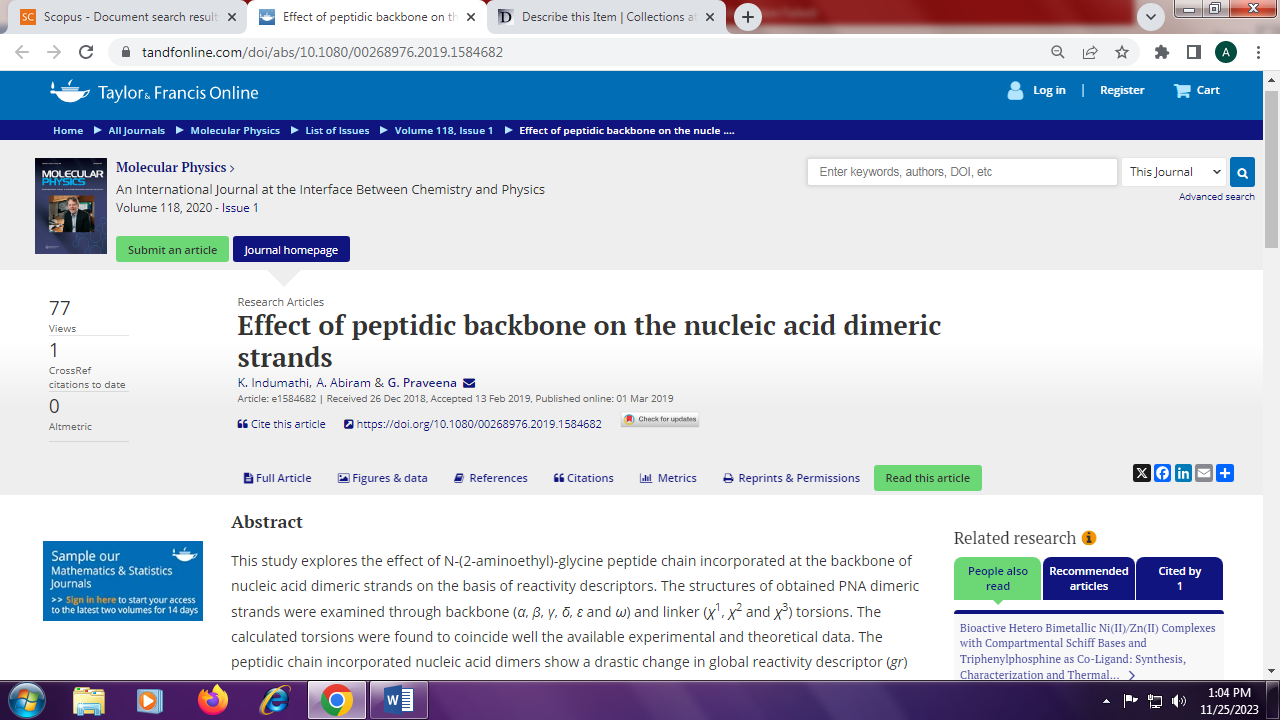 Scopus - Document search result
Effect of peptidic backbone on th
Describe this Item | Collections a
tandfonline.com/doi/abs/10.1080/00268976.2019.1584682
A
Taylor & Francis Online
Log in | Register Cart
Home All Journals Molecular Physics List of Issues Volume 118, Issue 1 Effect of peptidic backbone on the nucle ....
MOLECULAR PHYSICS
Molecular Physics >
An International Journal at the Interface Between Chemistry and Physics
Volume 118, 2020 - Issue 1
Enter keywords, authors, DOI, etc
This Journal
Advanced search
Submit an article
Journal homepage
77
Views
1
CrossRef
citations to date
0
Altmetric
Research Articles
Effect of peptidic backbone on the nucleic acid dimeric
strands
K. Indumathi, A. Abiram & G. Praveena
Article: e1584682 | Received 26 Dec 2018, Accepted 13 Feb 2019, Published online: 01 Mar 2019
Cite this article https://doi.org/10.1080/00268976.2019.1584682 Check for updates
Full Article Figures & data References Citations Metrics Reprints & Permissions Read this article
Sample our
Mathematics & Statistics
Journals
>> Sign in here to start your access
to the latest two volumes for 14 days
Abstract
This study explores the effect of N-(2-aminoethyl)-glycine peptide chain incorporated at the backbone of
nucleic acid dimeric strands on the basis of reactivity descriptors. The structures of obtained PNA dimeric
strands were examined through backbone (α, β, γ, δ, ε and ω) and linker (χ1, χ2 and χ3) torsions. The
calculated torsions were found to coincide well the available experimental and theoretical data. The
peptidic chain incorporated nucleic acid dimers show a drastic change in global reactivity descriptor (gr)
Related research
People also
read
Recommended
articles
Cited by
1
Bioactive Hetero Bimetallic Ni(II)/Zn(II) Complexes
with Compartmental Schiff Bases and
Triphenylphosphine as Co-Ligand: Synthesis,
Characterization and Thermal... >
1:04 PM
11/25/2023